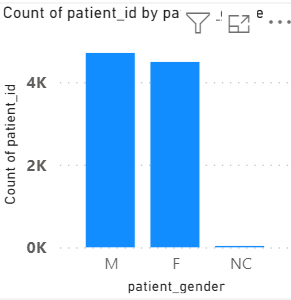 Count of patient_id by pa
4K
2K
0K
Count of patient_id
M F NC
patient_gender